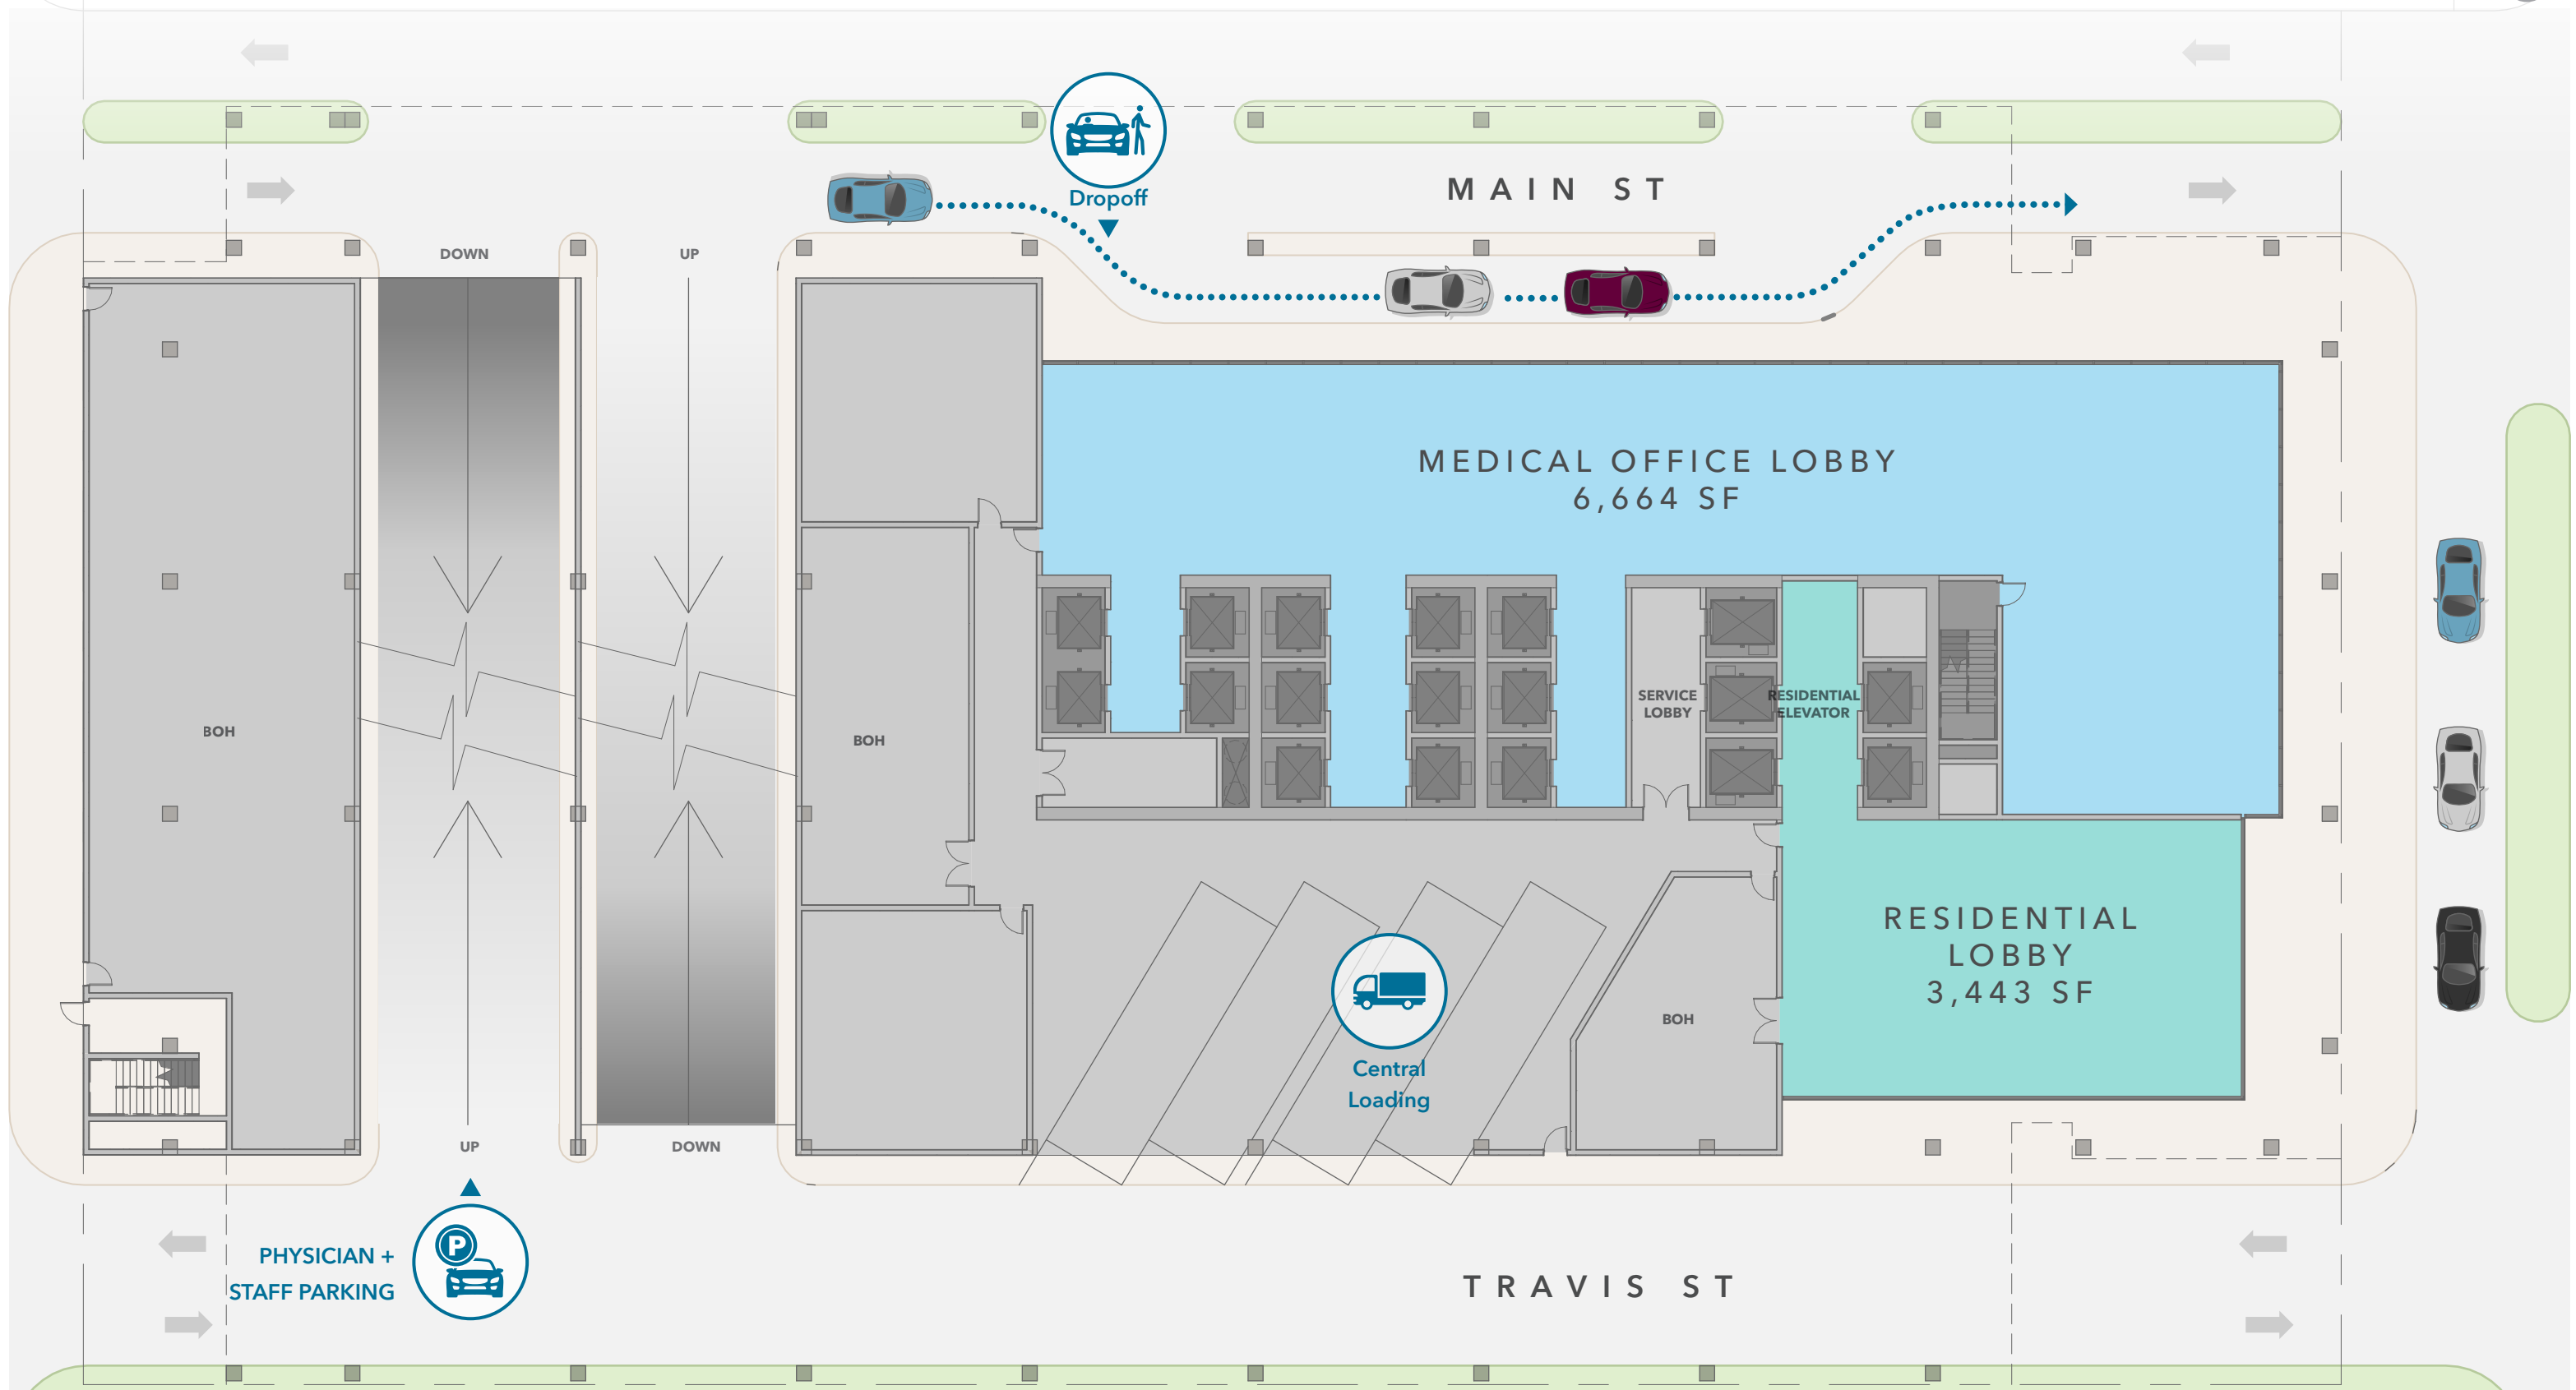 Dropoff
MAIN ST
DOWN
UP
MEDICAL OFFICE LOBBY
6,664 SF
SERVICE
LOBBY
RESIDENTIAL
ELEVATOR
BOH
BOH
RESIDENTIAL
LOBBY
3,443 SF
BOH
Central
Loading
UP
DOWN
P
PHYSICIAN +
STAFF PARKING
TRAVIS ST